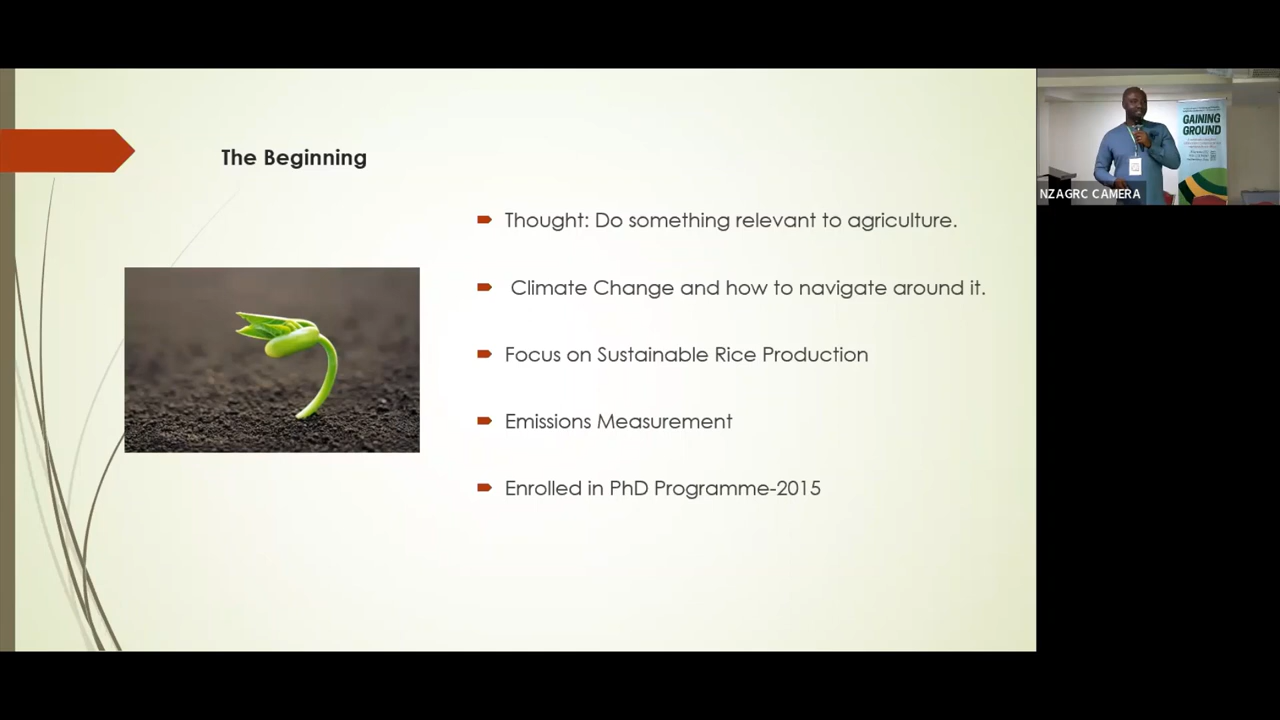 The Beginning
Thought: Do something relevant to agriculture.
Climate Change and how to navigate around it.
Focus on Sustainable Rice Production
Emissions Measurement
Enrolled in PhD Programme-2015
GAINING
GROUND
NZAGRC CAMERA